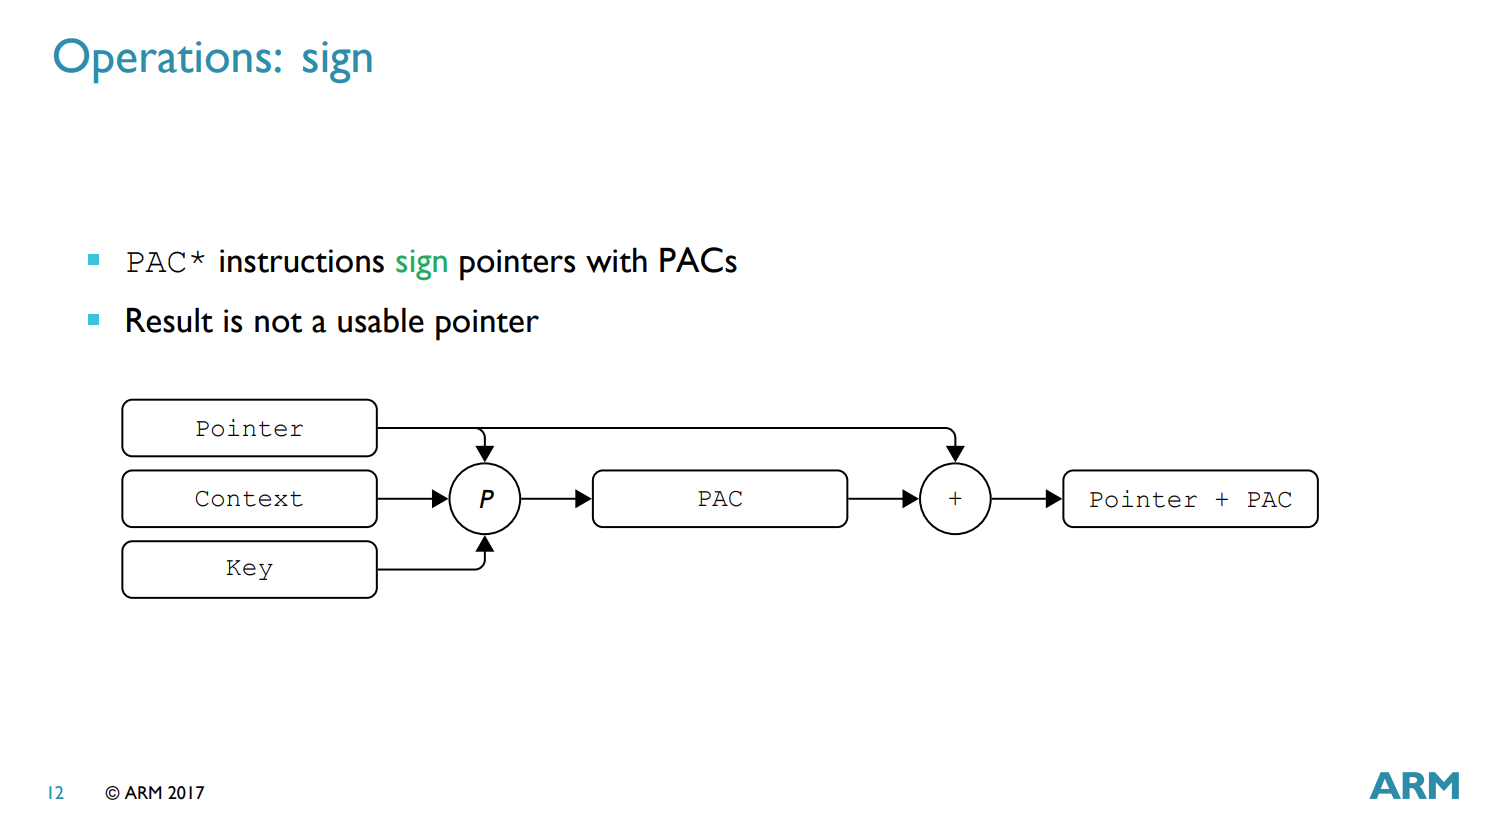 Operations: sign
PAC* instructions sign pointers with PACs
Result is not a usable pointer
Pointer
Context
Key
P
PAC
+
Pointer + PAC
12 © ARM 2017
ARM